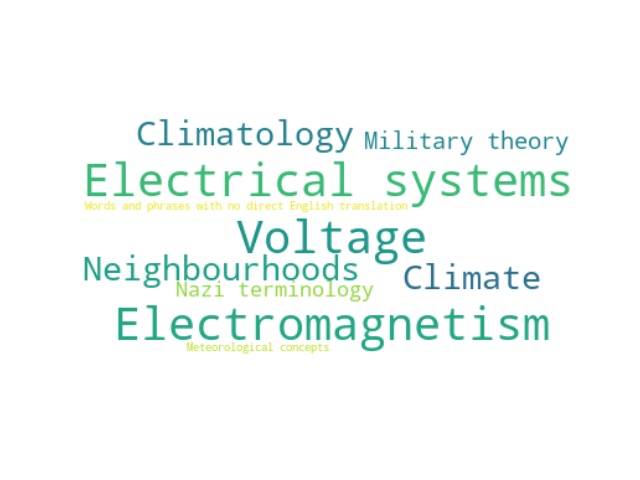 Climatology
Military theory
Electrical systems
Words and phrases with no direct English translation
Voltage
Neighbourhoods
Climate
Nazi terminology
Electromagnetism
Meteorological concepts